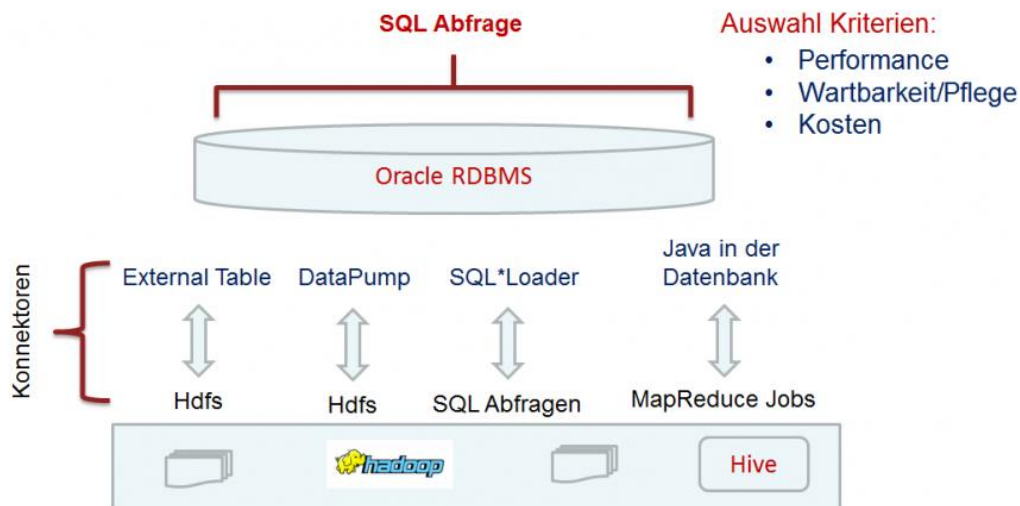 SQL Abfrage
Auswahl Kriterien:
• Performance
• Wartbarkeit/Pflege
• Kosten
Oracle RDBMS
Konnektoren
External Table
DataPump
SQL*Loader
Java in der
Datenbank
Hdfs
Hdfs
SQL Abfragen
MapReduce Jobs
hadoop
Hive